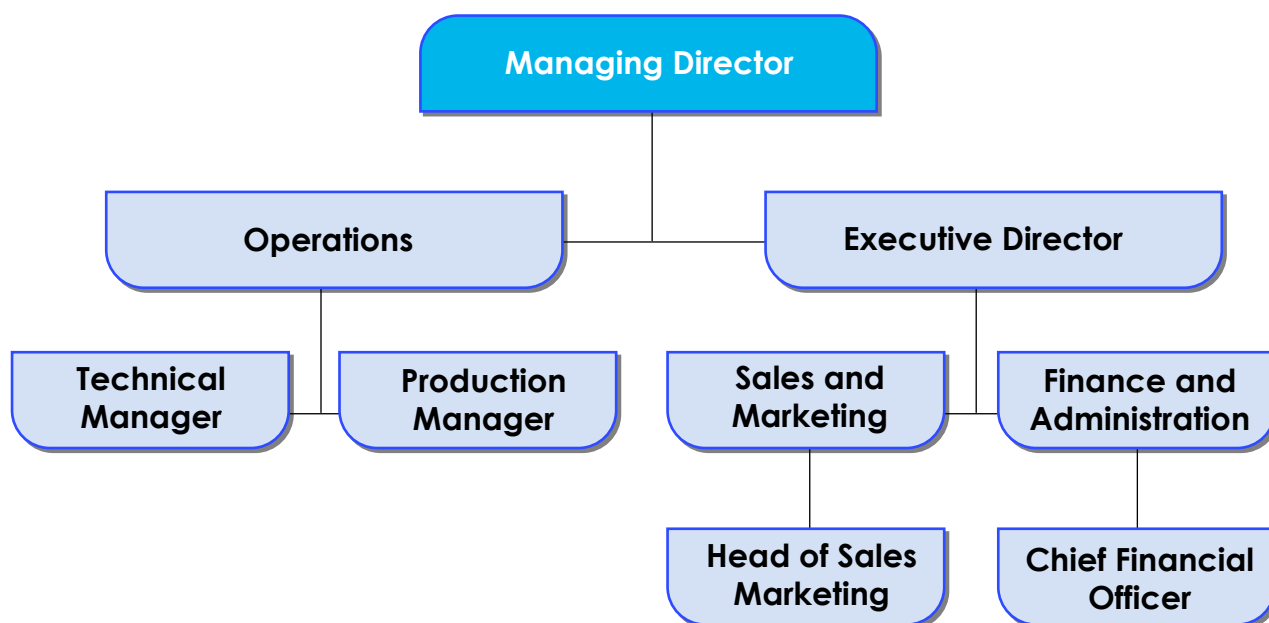 Managing Director
Operations
Executive Director
Technical
Manager
Production
Manager
Sales and
Marketing
Finance and
Administration
Head of Sales
Marketing
Chief Financial
Officer